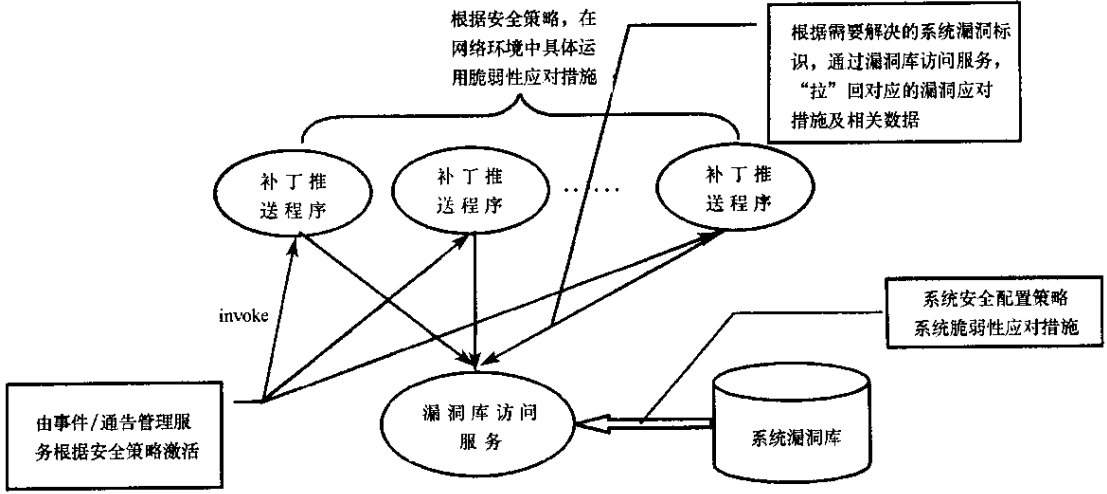 根据安全策略，在
网络环境中具体运
用脆弱性应对措施
根据需要解决的系统漏洞标
识，通过漏洞库访问服务，
“拉”回对应的漏洞应对
措施及相关数据
补丁推
送程序
补丁推
送程序
……
补丁推
送程序
invoke
系统安全配置策略
系统脆弱性应对措施
由事件/通告管理服
务根据安全策略激活
漏洞库访问
服务
系统漏洞库